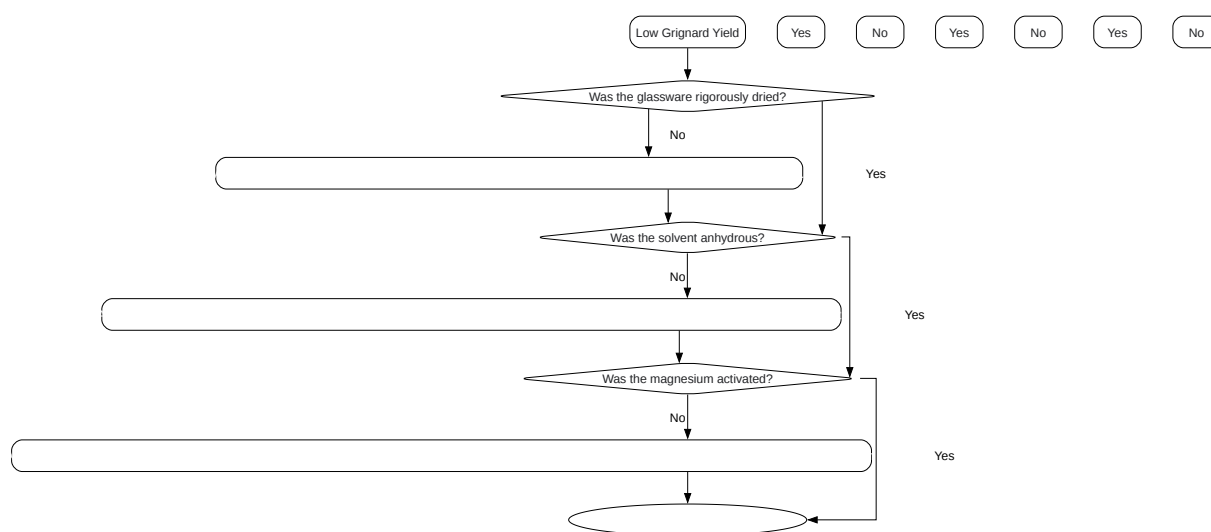 Low Grignard Yield
Yes
No
Yes
No
Yes
No
Was the glassware rigorously dried?
No
Yes
Was the solvent anhydrous?
No
Yes
Was the magnesium activated?
No
Yes